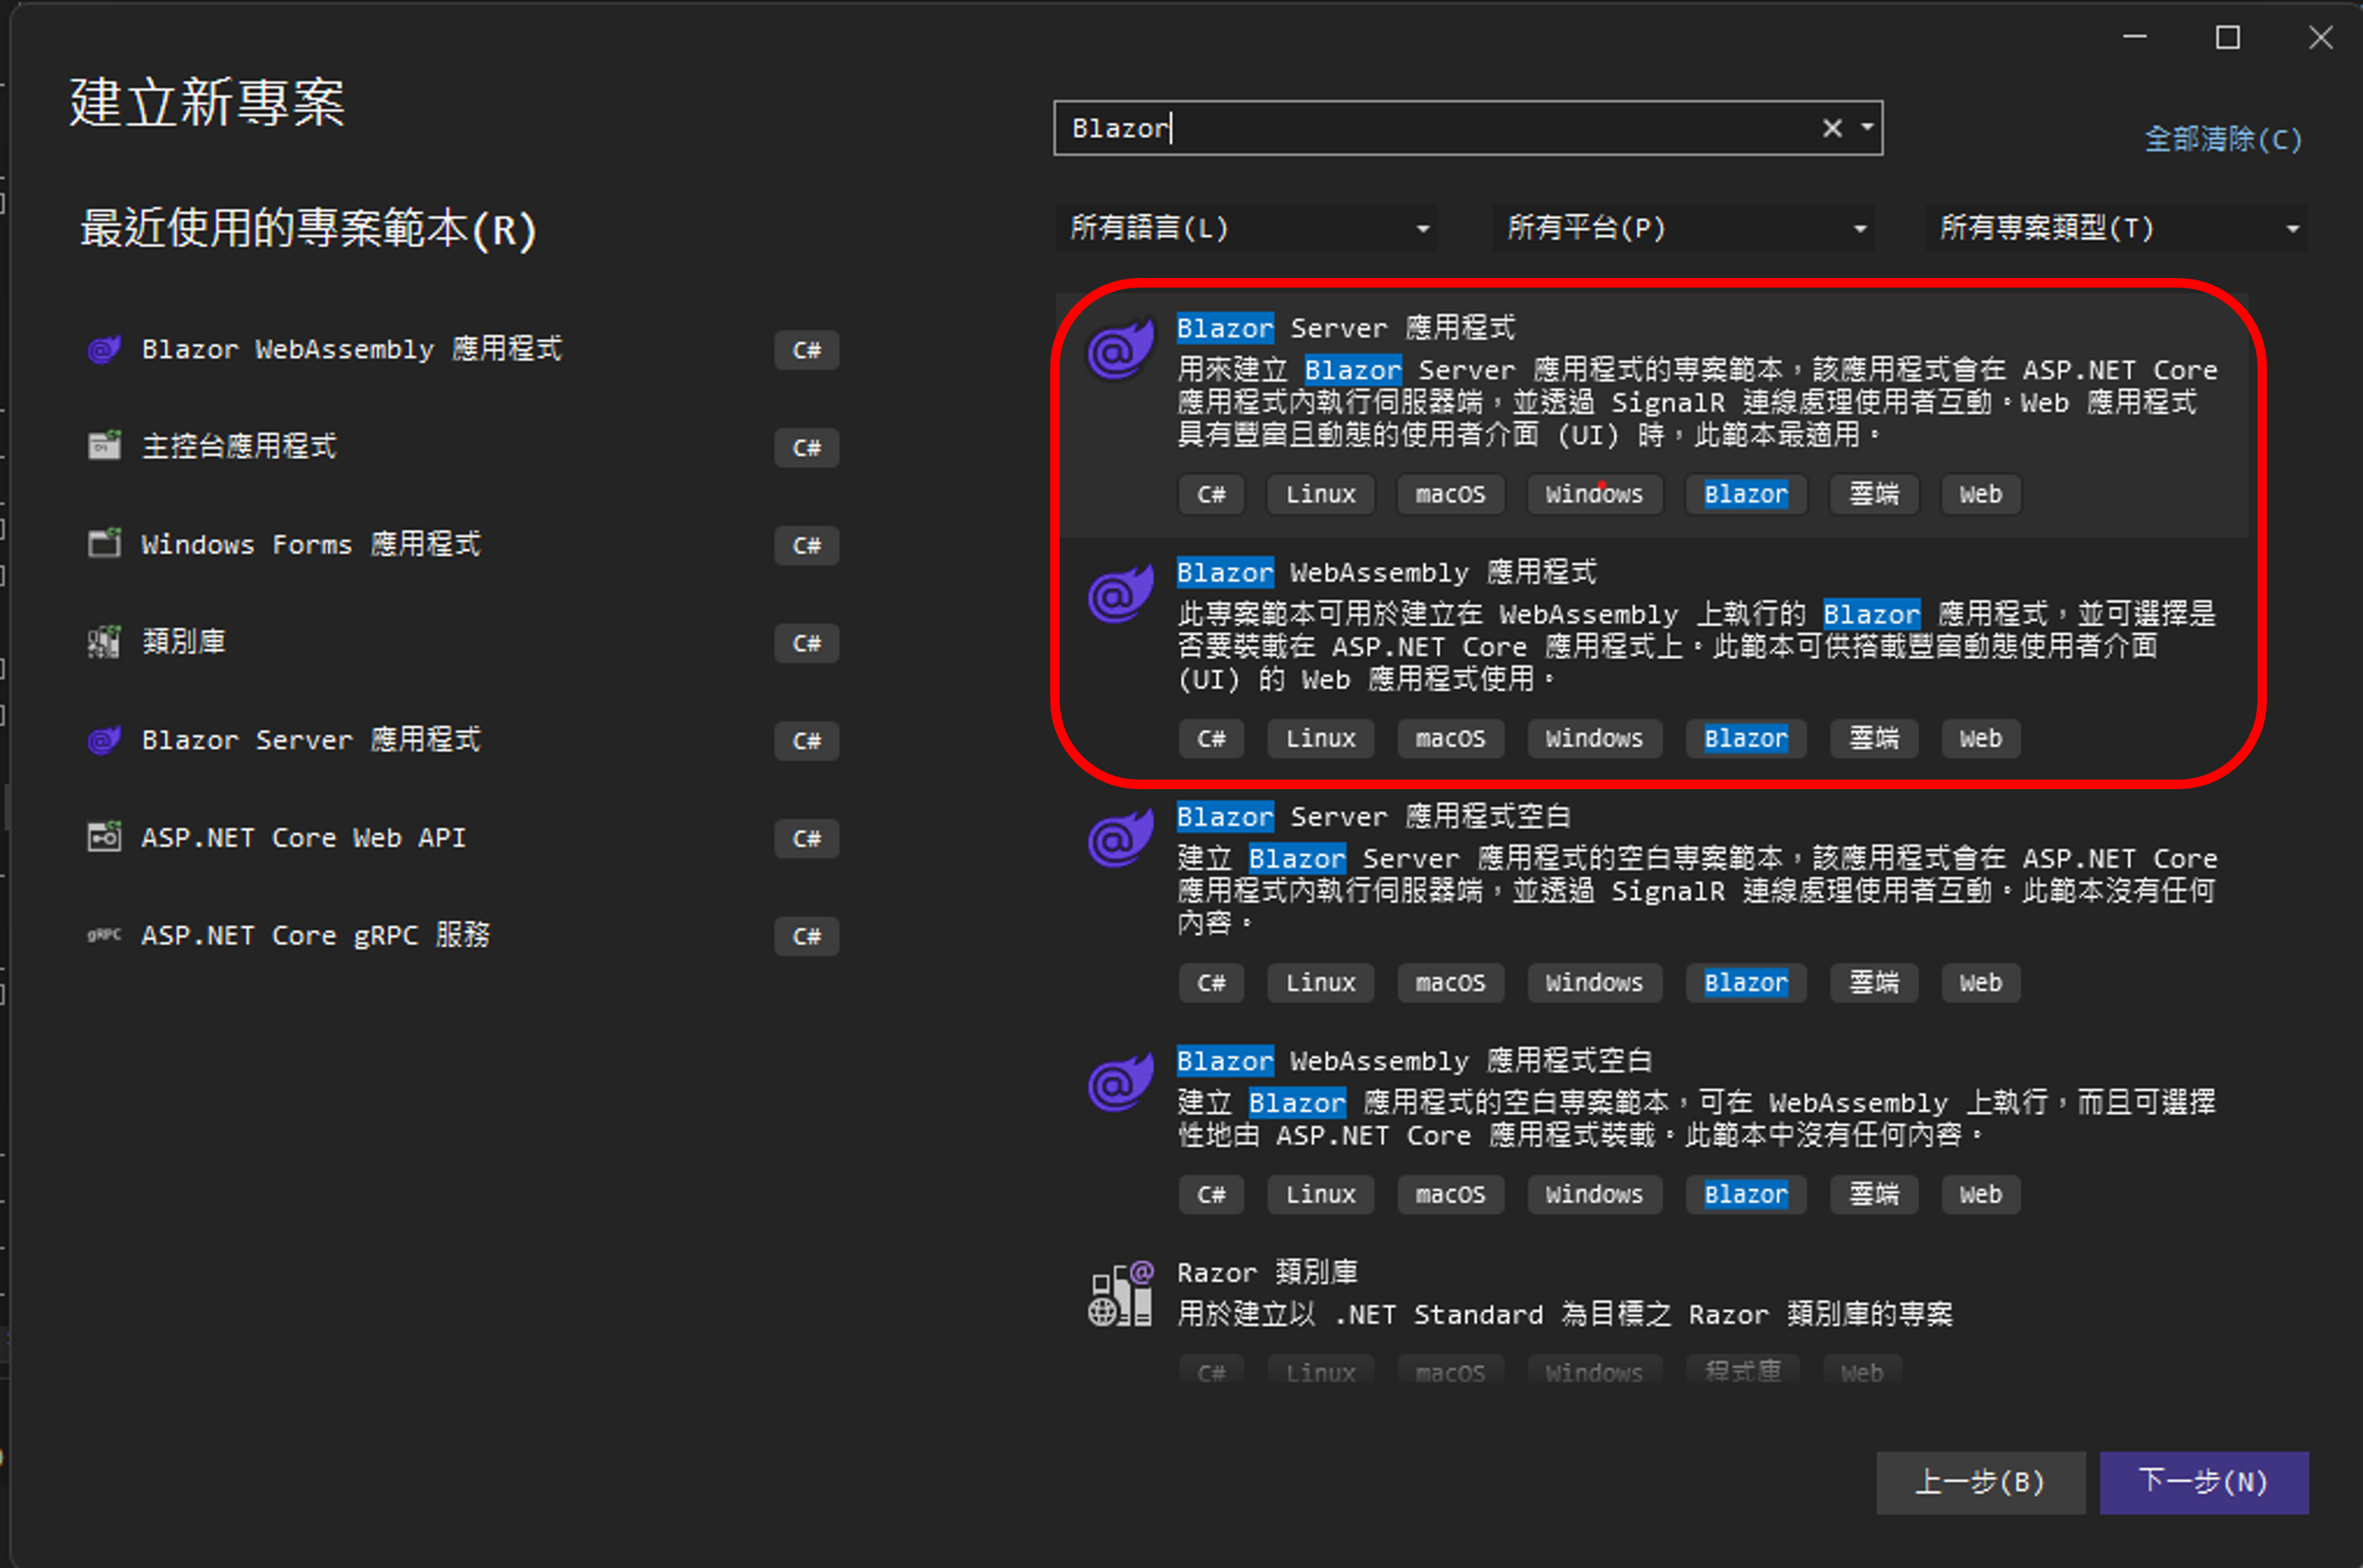 建立新專案
Blazor
全部清除(C)
最近使用的專案範本(R)
所有語言(L)
所有平台(P)
所有專案類型(T)
Blazor WebAssembly 應用程式
C#
主控台應用程式
C#
Windows Forms 應用程式
C#
類別庫
C#
Blazor Server 應用程式
C#
ASP.NET Core Web API
C#
gRPC
ASP.NET Core gRPC 服務
C#
Blazor Server 應用程式
用來建立 Blazor Server 應用程式的專案範本，該應用程式會在 ASP.NET Core
應用程式內執行伺服器端，並透過 SignalR 連線處理使用者互動。Web 應用程式
具有豐富且動態的使用者介面 (UI) 時，此範本最適用。
C# Linux macOS Windows Blazor 雲端 Web
Blazor WebAssembly 應用程式
此專案範本可用於建立在 WebAssembly 上執行的 Blazor 應用程式，並可選擇是
否要裝載在 ASP.NET Core 應用程式上。此範本可供搭載豐富動態使用者介面
(UI) 的 Web 應用程式使用。
C# Linux macOS Windows Blazor 雲端 Web
Blazor Server 應用程式空白
建立 Blazor Server 應用程式的空白專案範本，該應用程式會在 ASP.NET Core
應用程式內執行伺服器端，並透過 SignalR 連線處理使用者互動。此範本沒有任何
內容。
C# Linux macOS Windows Blazor 雲端 Web
Blazor WebAssembly 應用程式空白
建立 Blazor 應用程式的空白專案範本，可在 WebAssembly 上執行，而且可選擇
性地由 ASP.NET Core 應用程式裝載。此範本中沒有任何內容。
C# Linux macOS Windows Blazor 雲端 Web
Razor 類別庫
用於建立以 .NET Standard 為目標之 Razor 類別庫的專案
C# Linux macOS Windows 程式庫 Web
上一步(B)
下一步(N)